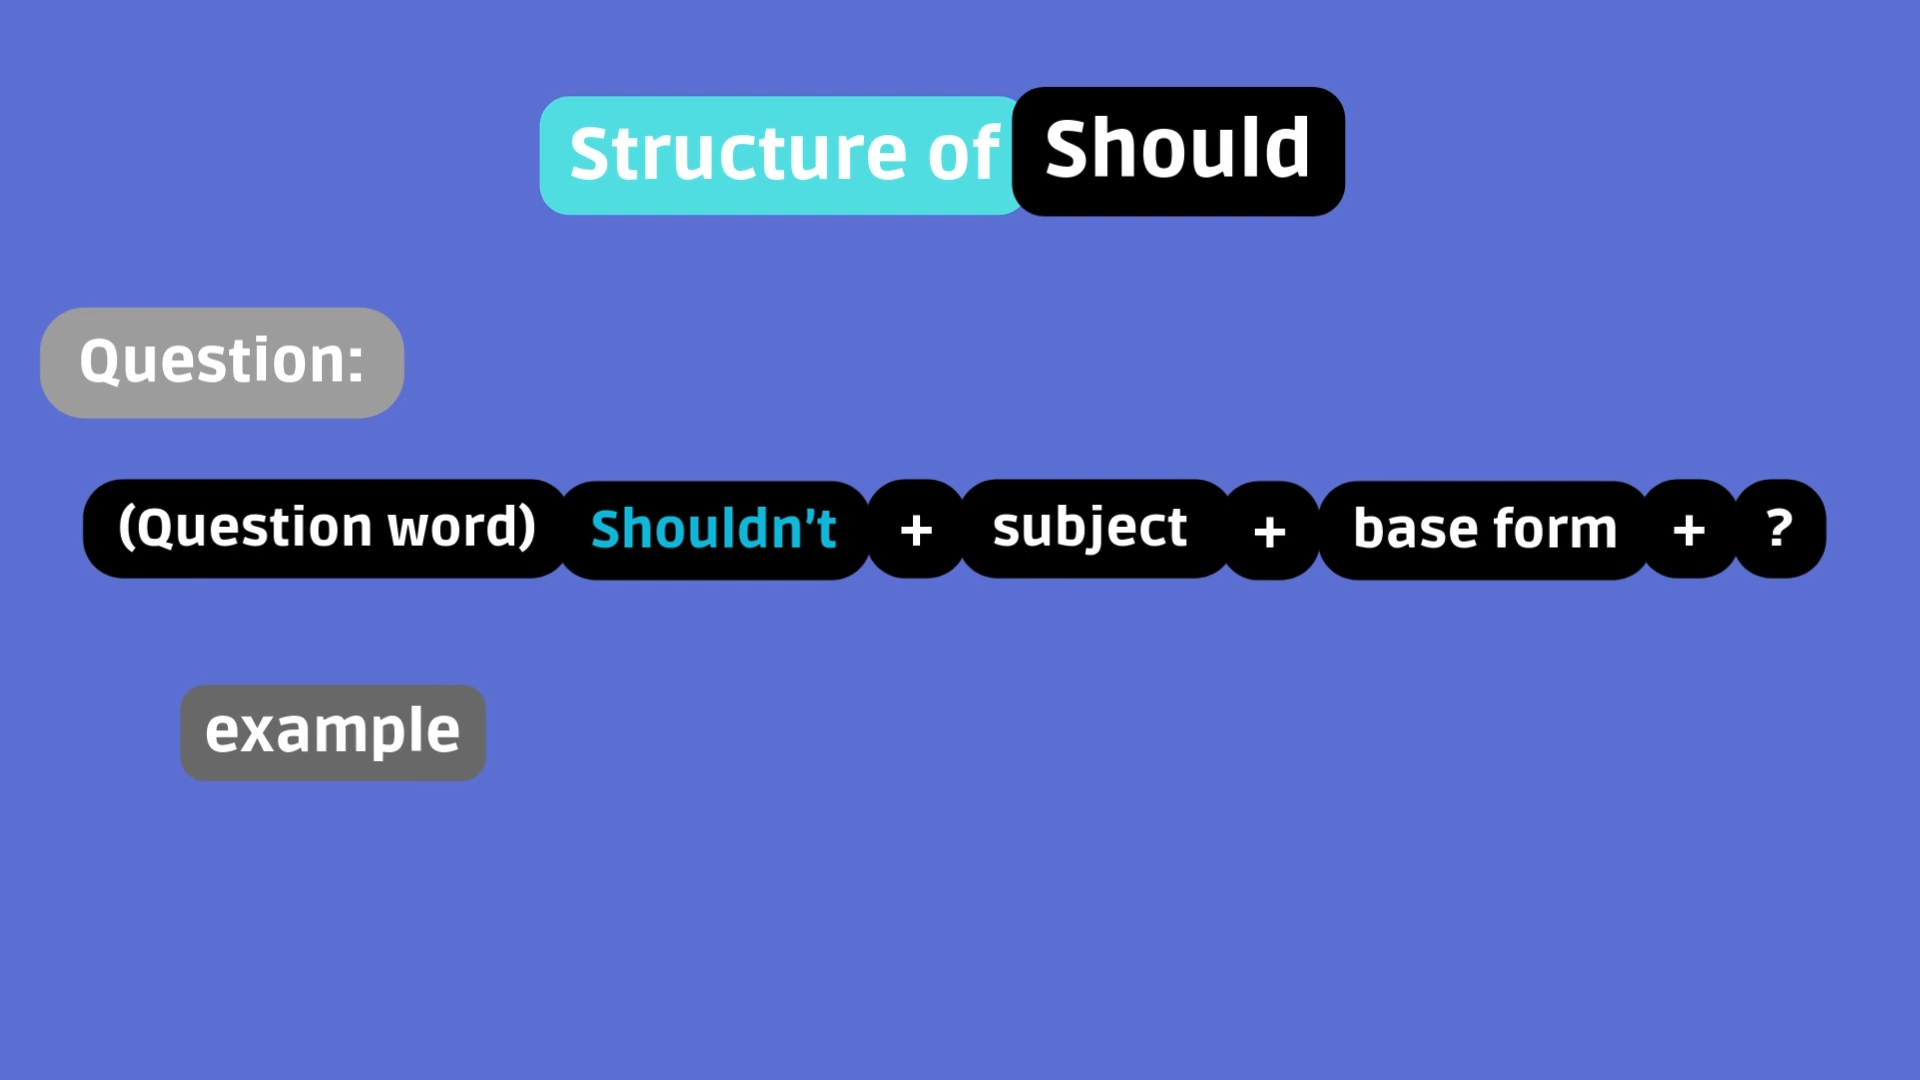 Structure of Should
Question:
(Question word) Shouldn’t + subject + base form + ?
example